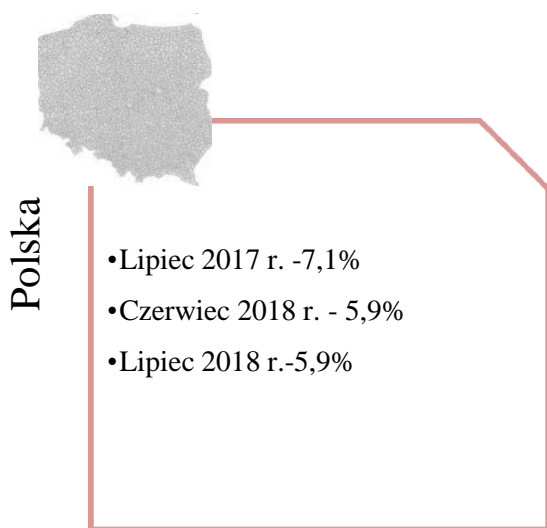 Polska
•Lipiec 2017 r. -7,1%
•Czerwiec 2018 r. - 5,9%
•Lipiec 2018 r.-5,9%